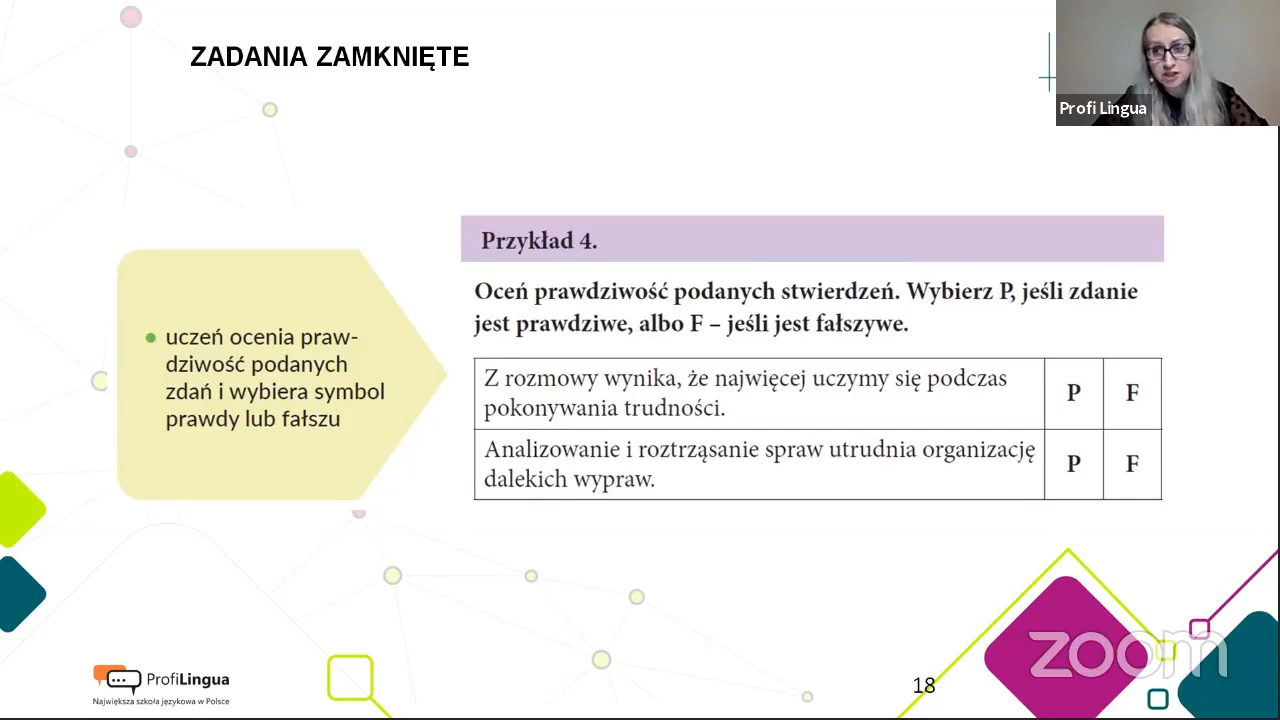 ZADANIA ZAMKNIĘTE
Profi Lingua
Przykład 4.
Oceń prawdziwość podanych stwierdzeń. Wybierz P, jeśli zdanie
jest prawdziwe, albo F – jeśli jest fałszywe.
• uczeń ocenia praw-
dziwość podanych
zdań i wybiera symbol
prawdy lub fałszu
Z rozmowy wynika, że najwięcej uczymy się podczas
pokonywania trudności.
P F
Analizowanie i roztrząsanie spraw utrudnia organizację
dalekich wypraw.
P F
ProfiLingua
Największa szkoła językowa w Polsce
18
zoom